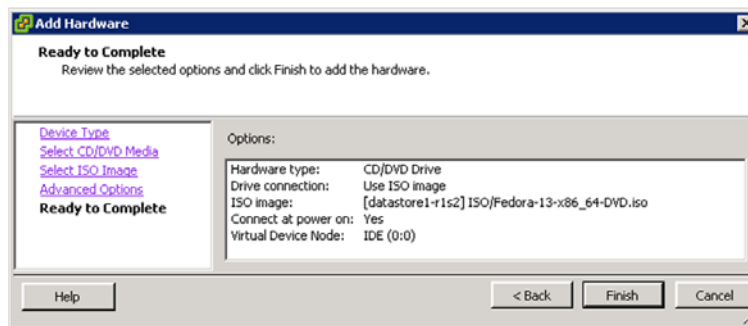 Add Hardware
Ready to Complete
Review the selected options and click Finish to add the hardware.
Device Type
Select CD/DVD Media
Select ISO Image
Advanced Options
Ready to Complete
Options:
Hardware type: CD/DVD Drive
Drive connection: Use ISO image
ISO image: [datastore1-r1s2] ISO/Fedora-13-x86_64-DVD.iso
Connect at power on: Yes
Virtual Device Node: IDE (0:0)
Help
< Back
Finish
Cancel